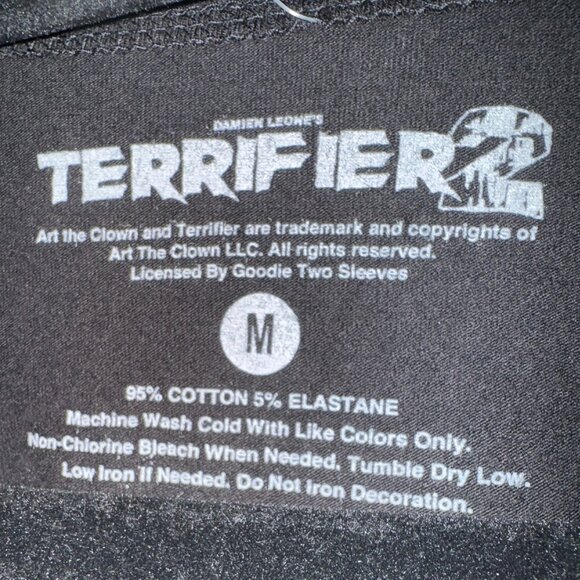 DAMIEN LEONE'S
TERRIFIER 2
Art the Clown and Terrifier are trademark and copyrights of
Art The Clown LLC. All rights reserved.
Licensed By Goodie Two Sleeves
M
95% COTTON 5% ELASTANE
Machine Wash Cold With Like Colors Only.
Non-Chlorine Bleach When Needed. Tumble Dry Low.
Low Iron If Needed. Do Not Iron Decoration.